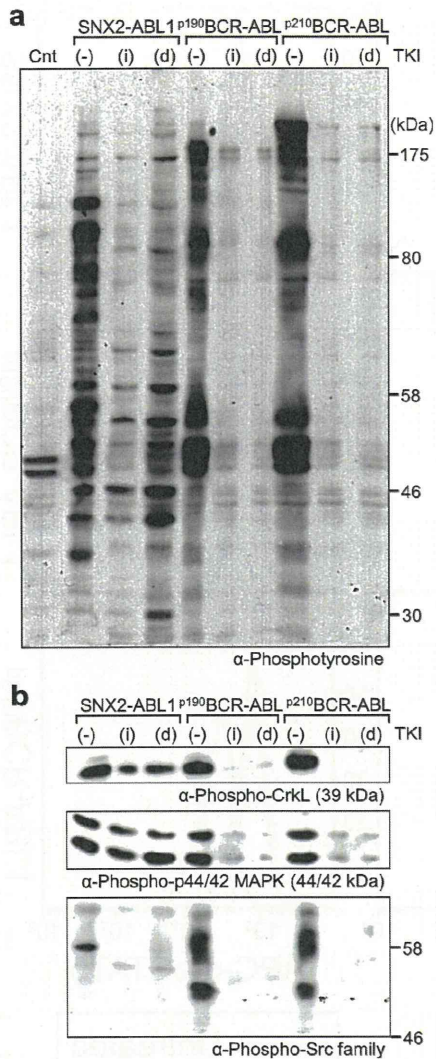 a
SNX2-ABL1 p190BCR-ABL p210BCR-ABL
Cnt (-) (i) (d) (-) (i) (d) (-) (i) (d) TKI
(kDa)
175
80
58
46
30
α-Phosphotyrosine
b
SNX2-ABL1 p190BCR-ABL p210BCR-ABL
(-) (i) (d) (-) (i) (d) (-) (i) (d) TKI
α-Phospho-CrkL (39 kDa)
α-Phospho-p44/42 MAPK (44/42 kDa)
58
46
α-Phospho-Src family